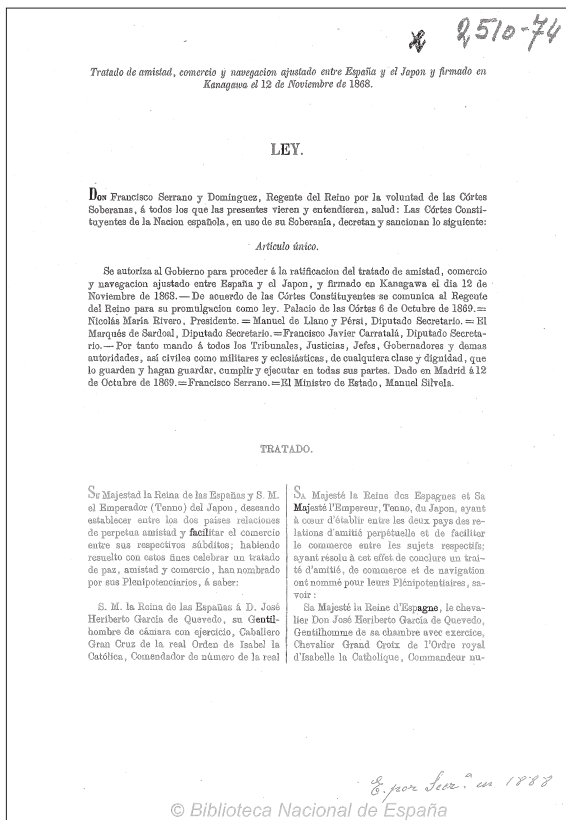 2510-74
Tratado de amistad, comercio y navegacion ajustado entre España y el Japon y firmado en
Kanagawa el 12 de Noviembre de 1868.
LEY.
Don Francisco Serrano y Dominguez, Regente del Reino por la voluntad de las Córtes
Soberanas, á todos los que las presentes vieren y entendieren, salud: Las Córtes Consti-
tuyentes de la Nacion española, en uso de su Soberanía, decretan y sancionan lo siguiente:
Artículo único.
Se autoriza al Gobierno para proceder á la ratificacion del tratado de amistad, comercio
y navegacion ajustado entre España y el Japon, y firmado en Kanagawa el dia 12 de
Noviembre de 1868.— De acuerdo de las Córtes Constituyentes se comunica al Regente
del Reino para su promulgacion como ley. Palacio de las Córtes 6 de Octubre de 1869.=
Nicolás María Rivero, Presidente. = Manuel de Llano y Pérsi, Diputado Secretario. = El
Marqués de Sardoal, Diputado Secretario.=Francisco Javier Carratalá, Diputado Secreta-
rio.— Por tanto mando á todos los Tribunales, Justicias, Jefes, Gobernadores y demas
autoridades, así civiles como militares y eclesiásticas, de cualquiera clase y dignidad, que
lo guarden y hagan guardar, cumplir y ejecutar en todas sus partes. Dado en Madrid á 12
de Octubre de 1869.=Francisco Serrano.=El Ministro de Estado, Manuel Silvela.
TRATADO.
Su Majestad la Reina de las Españas y S. M.
el Emperador (Tenno) del Japon, deseando
establecer entre los dos paises relaciones
de perpetua amistad y facilitar el comercio
entre sus respectivos súbditos; habiendo
resuelto con estos fines celebrar un tratado
de paz, amistad y comercio, han nombrado
por sus Plenipotenciarios, á saber:
S. M. la Reina de las Españas á D. José
Heriberto García de Quevedo, su Gentil-
hombre de cámara con ejercicio, Caballero
Gran Cruz de la real Orden de Isabel la
Católica, Comendador de número de la real
Sa Majesté la Reine des Espagnes et Sa
Majesté l'Empereur, Tenno, du Japon, ayant
à cœur d'établir entre les deux pays des re-
lations d'amitié perpétuelle et de faciliter
le commerce entre les sujets respectifs;
ayant résolu à cet effet de conclure un trai-
té d'amitié, de commerce et de navigation
ont nommé pour leurs Plénipotentiaires, sa-
voir :
Sa Majesté la Reine d'Espagne, le cheva-
lier Don José Heriberto García de Quevedo,
Gentilhomme de sa chambre avec exercice,
Chevalier Grand Croix de l'Ordre royal
d'Isabelle la Catholique, Commandeur nu-
E. por Secr.ª en 1888
© Biblioteca Nacional de España